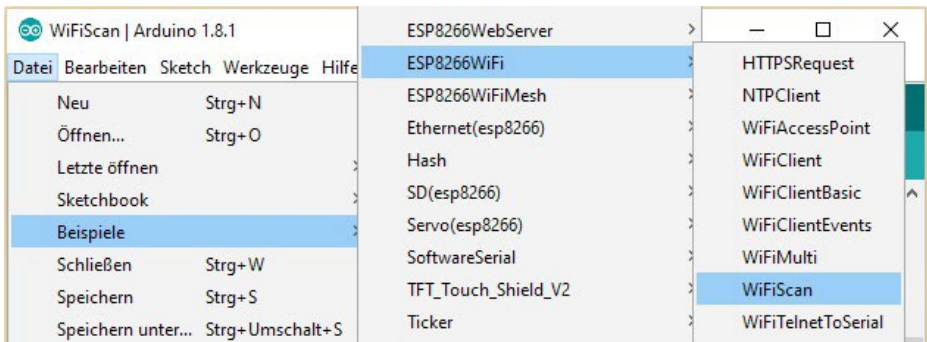 WiFiScan | Arduino 1.8.1
Datei Bearbeiten Sketch Werkzeuge Hilfe
Neu Strg+N
Öffnen... Strg+O
Letzte öffnen
Sketchbook
Beispiele
Schließen Strg+W
Speichern Strg+S
Speichern unter... Strg+Umschalt+S
ESP8266WebServer
ESP8266WiFi
ESP8266WiFiMesh
Ethernet(esp8266)
Hash
SD(esp8266)
Servo(esp8266)
SoftwareSerial
TFT_Touch_Shield_V2
Ticker
HTTPSRequest
NTPClient
WiFiAccessPoint
WiFiClient
WiFiClientBasic
WiFiClientEvents
WiFiMulti
WiFiScan
WiFiTelnetToSerial